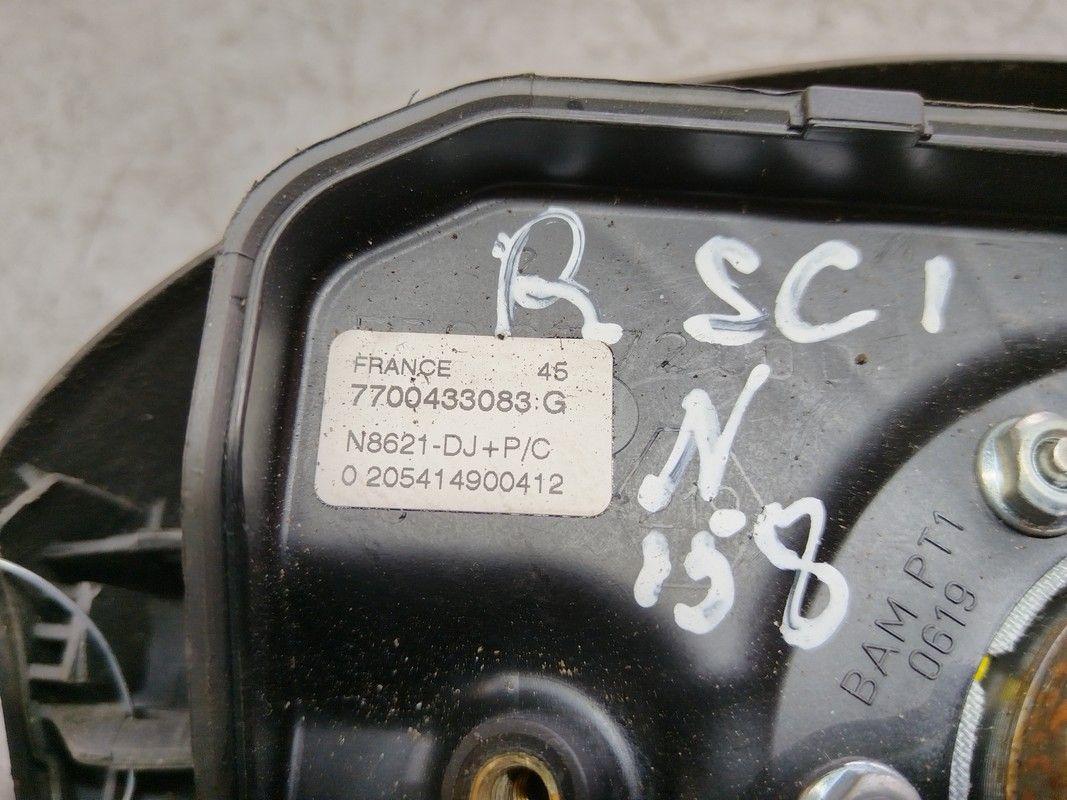 R SC1
FRANCE 45
7700433083 G
N8621-DJ+P/C
0 205414900412
N
158
BAM PT1
0619